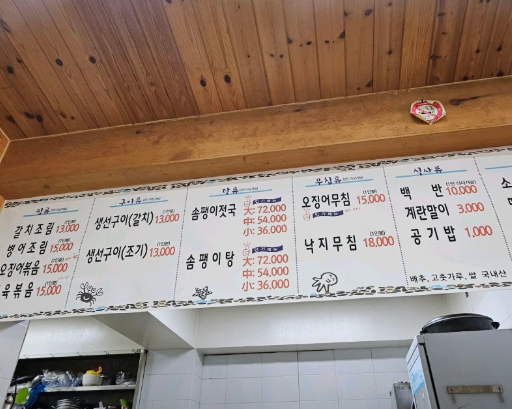 갈치조림 13,000
병어조림 15,000
오징어볶음 15,000
육볶음 15,000
구이류
생선구이(갈치) 13,000
생선구이(조기) 13,000
탕류
솜팽이젓국
大: 72,000
中: 54,000
小: 36,000
솜팽이탕
大: 72,000
中: 54,000
小: 36,000
무침류
오징어무침 15,000
낙지무침 18,000
식사류
백반 10,000
계란말이 3,000
공기밥 1,000
배추, 고춧가루, 쌀 국내산
소